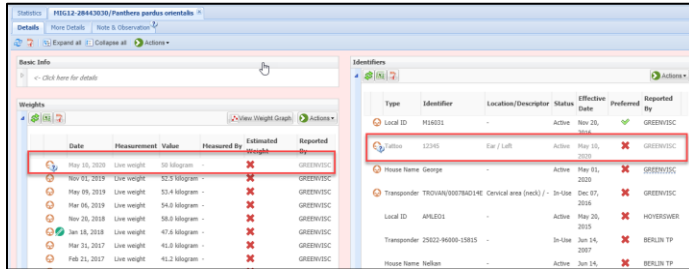 Statistics MIG12-28443030/Panthera pardus orientalis
Details More Details Note & Observation
Expand all Collapse all Actions
Basic Info
<- Click here for details
Weights
View Weight Graph Actions
Date Measurement Value Measured By Estimated Weight Reported By
May 10, 2020 Live weight 50 kilogram - GREENVISC
Nov 01, 2019 Live weight 52.5 kilogram - GREENVISC
May 09, 2019 Live weight 53.4 kilogram - GREENVISC
Mar 06, 2019 Live weight 54.0 kilogram - GREENVISC
Nov 20, 2018 Live weight 58.0 kilogram - GREENVISC
Jan 18, 2018 Live weight 47.6 kilogram - GREENVISC
Mar 31, 2017 Live weight 41.0 kilogram - GREENVISC
Feb 21, 2017 Live weight 41.2 kilogram - GREENVISC
Identifiers
Actions
Type Identifier Location/Descriptor Status Effective Date Preferred Reported By
Local ID M16031 - Active Nov 20, 2016 GREENVISC
Tattoo 12345 Ear / Left Active May 10, 2020 GREENVISC
House Name George - Active May 01, 2020 GREENVISC
Transponder TROVAN/00078AD14E Cervical area (neck) / - In-Use Dec 07, 2016 GREENVISC
Local ID AMLEO1 - Active May 20, 2015 HOYERSWER
Transponder 25022-96000-15815 - In-Use Jun 14, 2007 BERLIN TP
House Name Nelkan - Active Jun 14, BERLIN TP